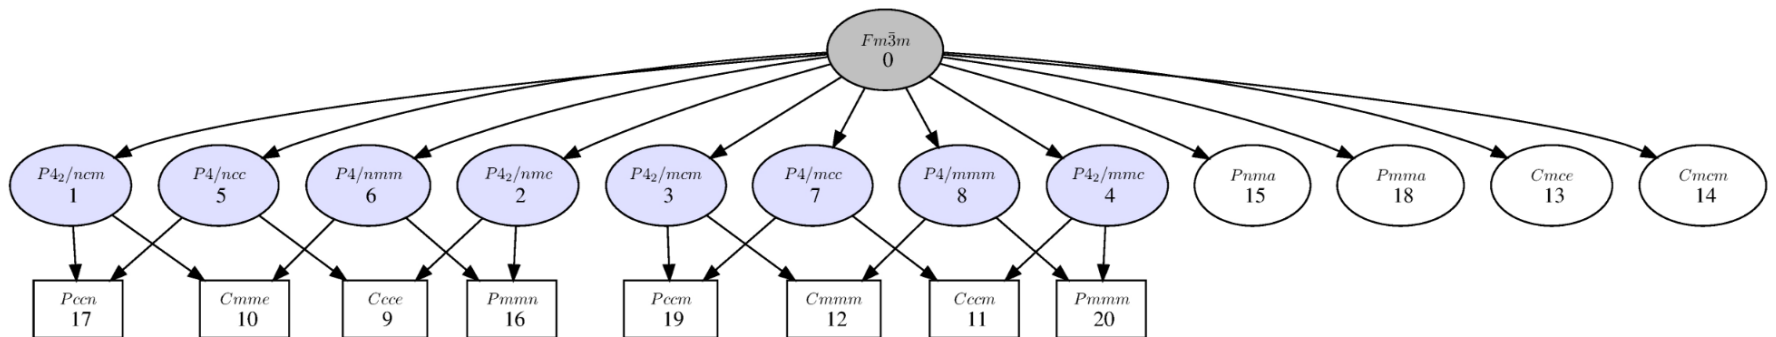 Fm3̄m
0
P4₂/ncm
1
P4/ncc
5
P4/nmm
6
P4₂/nmc
2
P4₂/mcm
3
P4/mcc
7
P4/mmm
8
P4₂/mmc
4
Pnma
15
Pmma
18
Cmce
13
Cmcm
14
Pccn
17
Cmme
10
Ccce
9
Pmmn
16
Pccm
19
Cmmm
12
Cccm
11
Pmmm
20